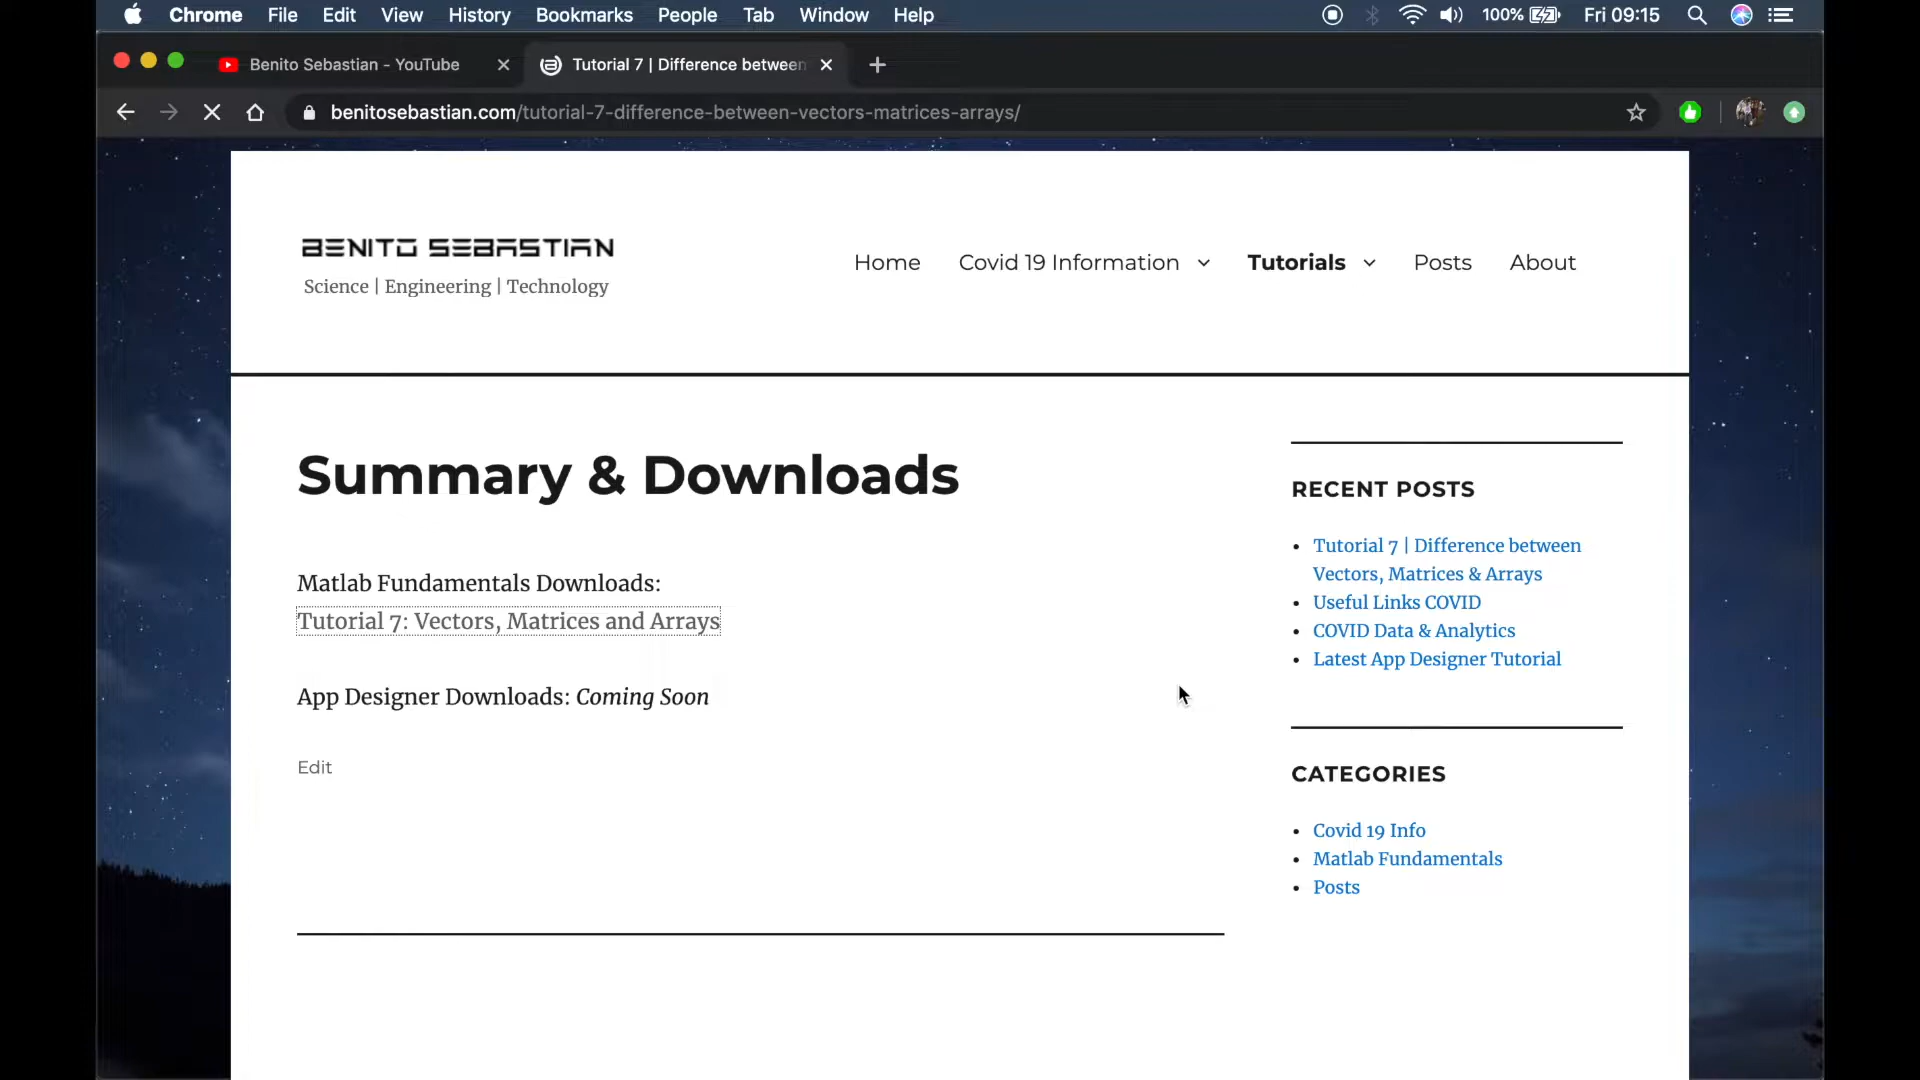 Chrome File Edit View History Bookmarks People Tab Window Help 100% Fri 09:15
Benito Sebastian - YouTube Tutorial 7 | Difference between
benitosebastian.com/tutorial-7-difference-between-vectors-matrices-arrays/
BENITO SEBASTIAN
Science | Engineering | Technology
Home Covid 19 Information Tutorials Posts About
Summary & Downloads
Matlab Fundamentals Downloads:
Tutorial 7: Vectors, Matrices and Arrays
App Designer Downloads: Coming Soon
Edit
RECENT POSTS
Tutorial 7 | Difference between
Vectors, Matrices & Arrays
Useful Links COVID
COVID Data & Analytics
Latest App Designer Tutorial
CATEGORIES
Covid 19 Info
Matlab Fundamentals
Posts